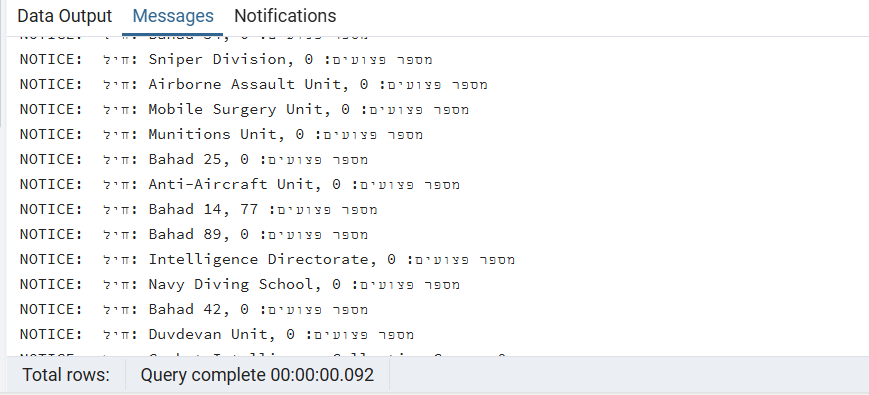 Data Output Messages Notifications
NOTICE: חיל: Sniper Division, מספר פצועים: 0
NOTICE: חיל: Airborne Assault Unit, מספר פצועים: 0
NOTICE: חיל: Mobile Surgery Unit, מספר פצועים: 0
NOTICE: חיל: Munitions Unit, מספר פצועים: 0
NOTICE: חיל: Bahad 25, מספר פצועים: 0
NOTICE: חיל: Anti-Aircraft Unit, מספר פצועים: 0
NOTICE: חיל: Bahad 14, מספר פצועים: 77
NOTICE: חיל: Bahad 89, מספר פצועים: 0
NOTICE: חיל: Intelligence Directorate, מספר פצועים: 0
NOTICE: חיל: Navy Diving School, מספר פצועים: 0
NOTICE: חיל: Bahad 42, מספר פצועים: 0
NOTICE: חיל: Duvdevan Unit, מספר פצועים: 0
Total rows: Query complete 00:00:00.092